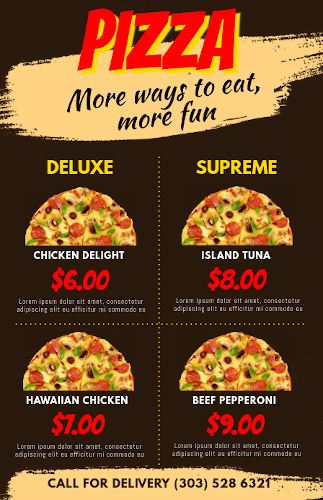 PIZZA
More ways to eat,
more fun
DELUXE
SUPREME
CHICKEN DELIGHT
$6.00
Lorem ipsum dolor sit amet, consectetur
adipiscing elit eu efficitur mi commodo eu
ISLAND TUNA
$8.00
Lorem ipsum dolor sit amet, consectetur
adipiscing elit eu efficitur mi commodo eu
HAWAIIAN CHICKEN
$7.00
Lorem ipsum dolor sit amet, consectetur
adipiscing elit eu efficitur mi commodo eu
BEEF PEPPERONI
$9.00
Lorem ipsum dolor sit amet, consectetur
adipiscing elit eu efficitur mi commodo eu
CALL FOR DELIVERY (303) 528 6321